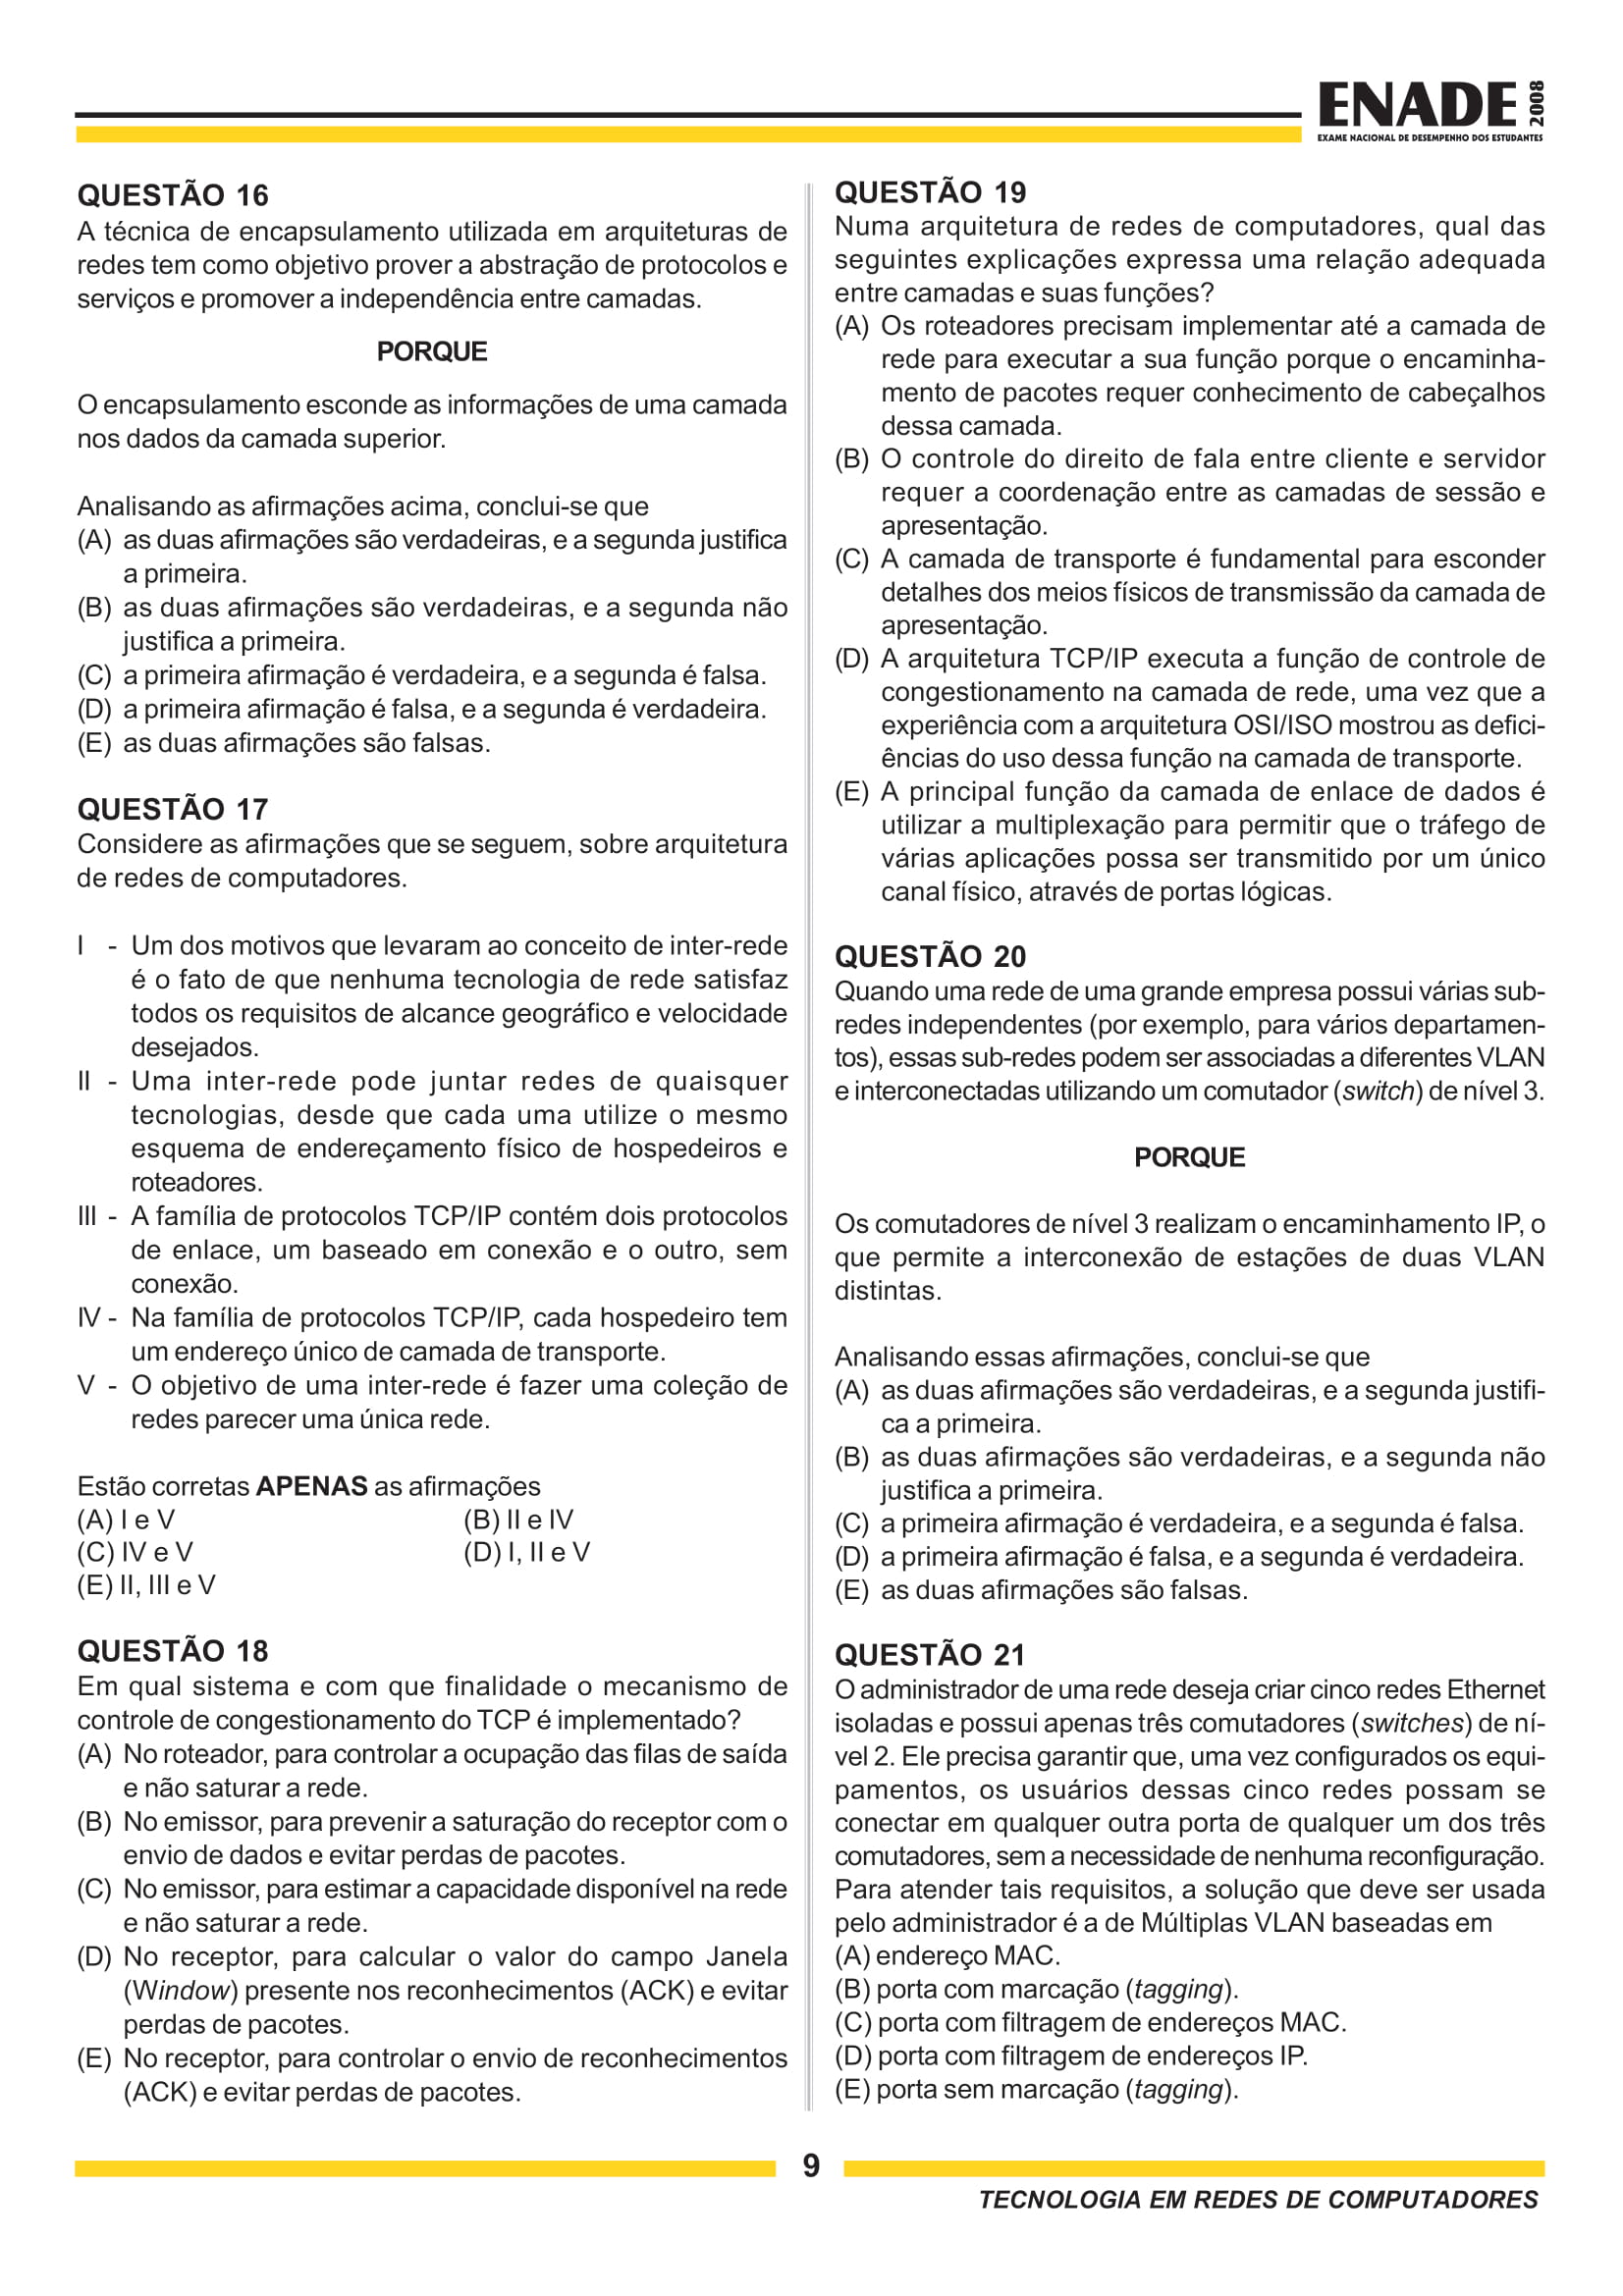 ENADE 2008
EXAME NACIONAL DE DESEMPENHO DOS ESTUDANTES
QUESTÃO 16
A técnica de encapsulamento utilizada em arquiteturas de
redes tem como objetivo prover a abstração de protocolos e
serviços e promover a independência entre camadas.
PORQUE
O encapsulamento esconde as informações de uma camada
nos dados da camada superior.
Analisando as afirmações acima, conclui-se que
(A) as duas afirmações são verdadeiras, e a segunda justifica
a primeira.
(B) as duas afirmações são verdadeiras, e a segunda não
justifica a primeira.
(C) a primeira afirmação é verdadeira, e a segunda é falsa.
(D) a primeira afirmação é falsa, e a segunda é verdadeira.
(E) as duas afirmações são falsas.
QUESTÃO 17
Considere as afirmações que se seguem, sobre arquitetura
de redes de computadores.
I - Um dos motivos que levaram ao conceito de inter-rede
é o fato de que nenhuma tecnologia de rede satisfaz
todos os requisitos de alcance geográfico e velocidade
desejados.
II - Uma inter-rede pode juntar redes de quaisquer
tecnologias, desde que cada uma utilize o mesmo
esquema de endereçamento físico de hospedeiros e
roteadores.
III - A família de protocolos TCP/IP contém dois protocolos
de enlace, um baseado em conexão e o outro, sem
conexão.
IV - Na família de protocolos TCP/IP, cada hospedeiro tem
um endereço único de camada de transporte.
V - O objetivo de uma inter-rede é fazer uma coleção de
redes parecer uma única rede.
Estão corretas APENAS as afirmações
(A) I e V (B) II e IV
(C) IV e V (D) I, II e V
(E) II, III e V
QUESTÃO 18
Em qual sistema e com que finalidade o mecanismo de
controle de congestionamento do TCP é implementado?
(A) No roteador, para controlar a ocupação das filas de saída
e não saturar a rede.
(B) No emissor, para prevenir a saturação do receptor com o
envio de dados e evitar perdas de pacotes.
(C) No emissor, para estimar a capacidade disponível na rede
e não saturar a rede.
(D) No receptor, para calcular o valor do campo Janela
(Window) presente nos reconhecimentos (ACK) e evitar
perdas de pacotes.
(E) No receptor, para controlar o envio de reconhecimentos
(ACK) e evitar perdas de pacotes.
QUESTÃO 19
Numa arquitetura de redes de computadores, qual das
seguintes explicações expressa uma relação adequada
entre camadas e suas funções?
(A) Os roteadores precisam implementar até a camada de
rede para executar a sua função porque o encaminha-
mento de pacotes requer conhecimento de cabeçalhos
dessa camada.
(B) O controle do direito de fala entre cliente e servidor
requer a coordenação entre as camadas de sessão e
apresentação.
(C) A camada de transporte é fundamental para esconder
detalhes dos meios físicos de transmissão da camada de
apresentação.
(D) A arquitetura TCP/IP executa a função de controle de
congestionamento na camada de rede, uma vez que a
experiência com a arquitetura OSI/ISO mostrou as defici-
ências do uso dessa função na camada de transporte.
(E) A principal função da camada de enlace de dados é
utilizar a multiplexação para permitir que o tráfego de
várias aplicações possa ser transmitido por um único
canal físico, através de portas lógicas.
QUESTÃO 20
Quando uma rede de uma grande empresa possui várias sub-
redes independentes (por exemplo, para vários departamen-
tos), essas sub-redes podem ser associadas a diferentes VLAN
e interconectadas utilizando um comutador (switch) de nível 3.
PORQUE
Os comutadores de nível 3 realizam o encaminhamento IP, o
que permite a interconexão de estações de duas VLAN
distintas.
Analisando essas afirmações, conclui-se que
(A) as duas afirmações são verdadeiras, e a segunda justifi-
ca a primeira.
(B) as duas afirmações são verdadeiras, e a segunda não
justifica a primeira.
(C) a primeira afirmação é verdadeira, e a segunda é falsa.
(D) a primeira afirmação é falsa, e a segunda é verdadeira.
(E) as duas afirmações são falsas.
QUESTÃO 21
O administrador de uma rede deseja criar cinco redes Ethernet
isoladas e possui apenas três comutadores (switches) de ní-
vel 2. Ele precisa garantir que, uma vez configurados os equi-
pamentos, os usuários dessas cinco redes possam se
conectar em qualquer outra porta de qualquer um dos três
comutadores, sem a necessidade de nenhuma reconfiguração.
Para atender tais requisitos, a solução que deve ser usada
pelo administrador é a de Múltiplas VLAN baseadas em
(A) endereço MAC.
(B) porta com marcação (tagging).
(C) porta com filtragem de endereços MAC.
(D) porta com filtragem de endereços IP.
(E) porta sem marcação (tagging).
9
TECNOLOGIA EM REDES DE COMPUTADORES